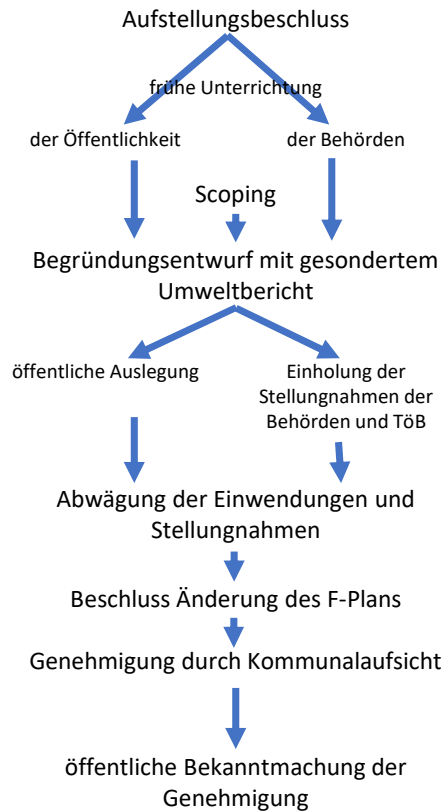 Aufstellungsbeschluss
frühe Unterrichtung
der Öffentlichkeit
der Behörden
Scoping
Begründungsentwurf mit gesondertem
Umweltbericht
öffentliche Auslegung
Einholung der
Stellungnahmen der
Behörden und TöB
Abwägung der Einwendungen und
Stellungnahmen
Beschluss Änderung des F-Plans
Genehmigung durch Kommunalaufsicht
öffentliche Bekanntmachung der
Genehmigung